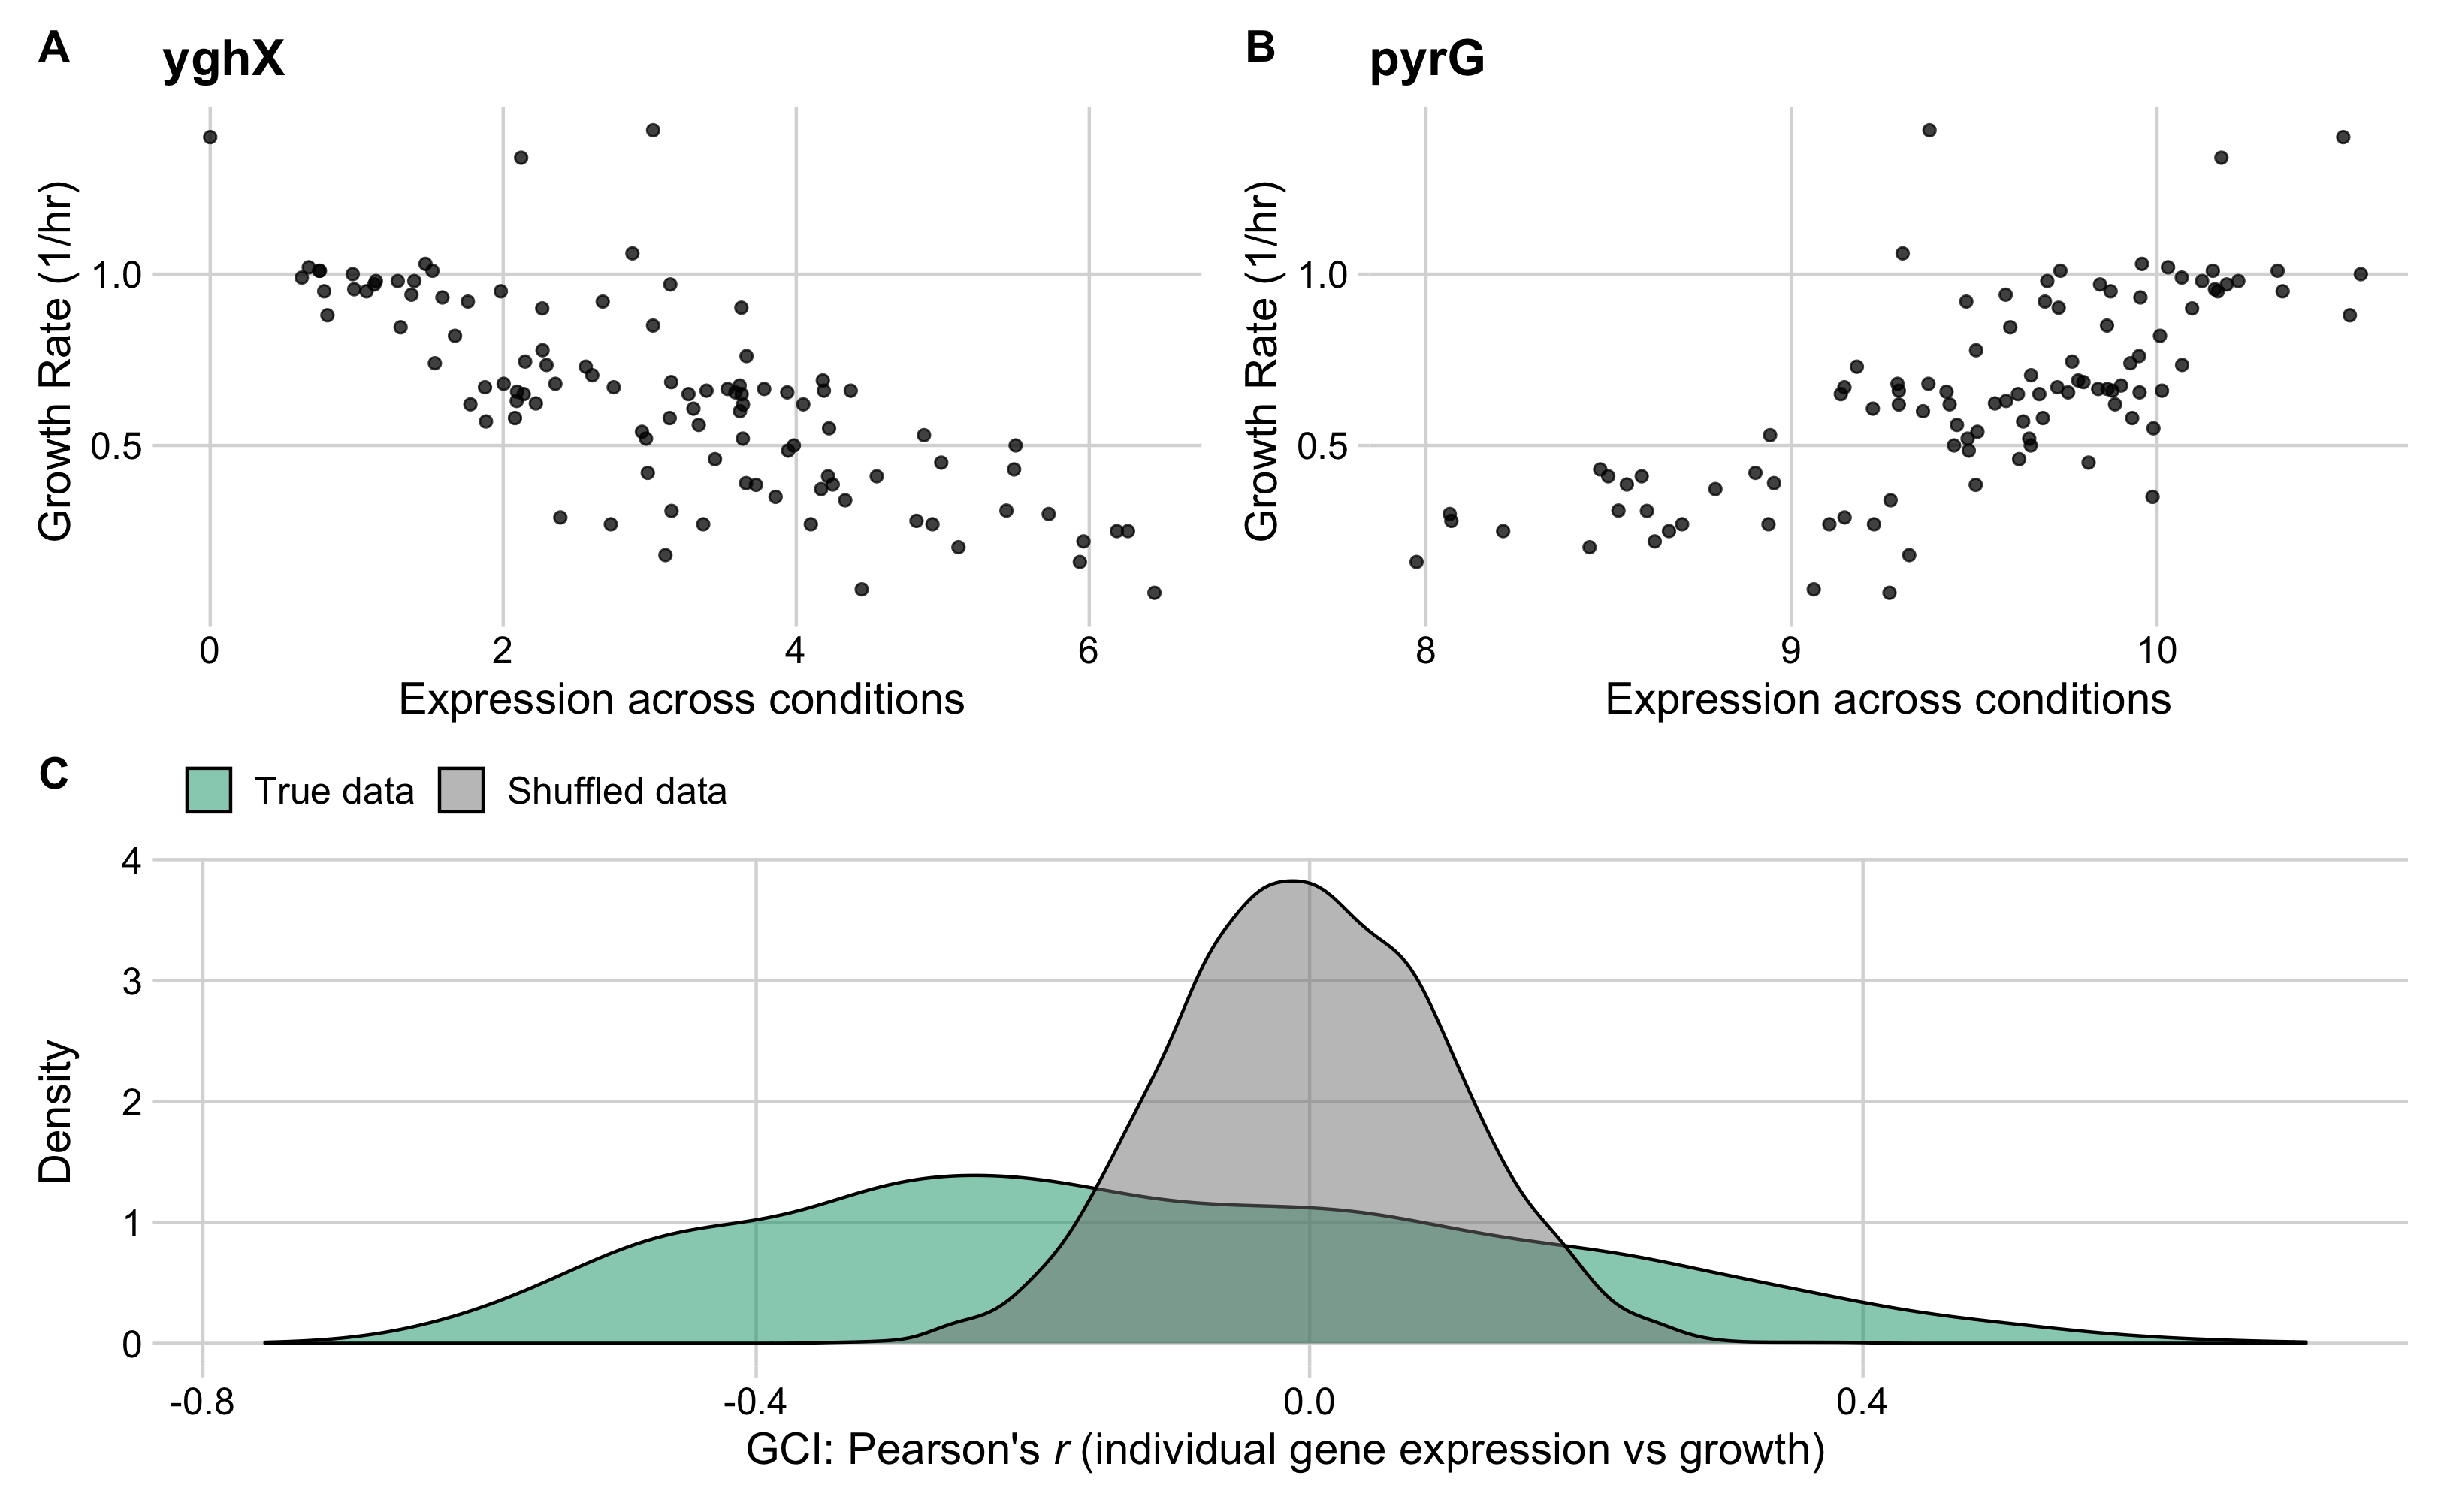 A
yghX
Growth Rate (1/hr)
1.0
0.5
0
2
4
6
Expression across conditions
B
pyrG
Growth Rate (1/hr)
1.0
0.5
8
9
10
Expression across conditions
C
True data
Shuffled data
Density
4
3
2
1
0
-0.8
-0.4
0.0
0.4
GCI: Pearson's r (individual gene expression vs growth)